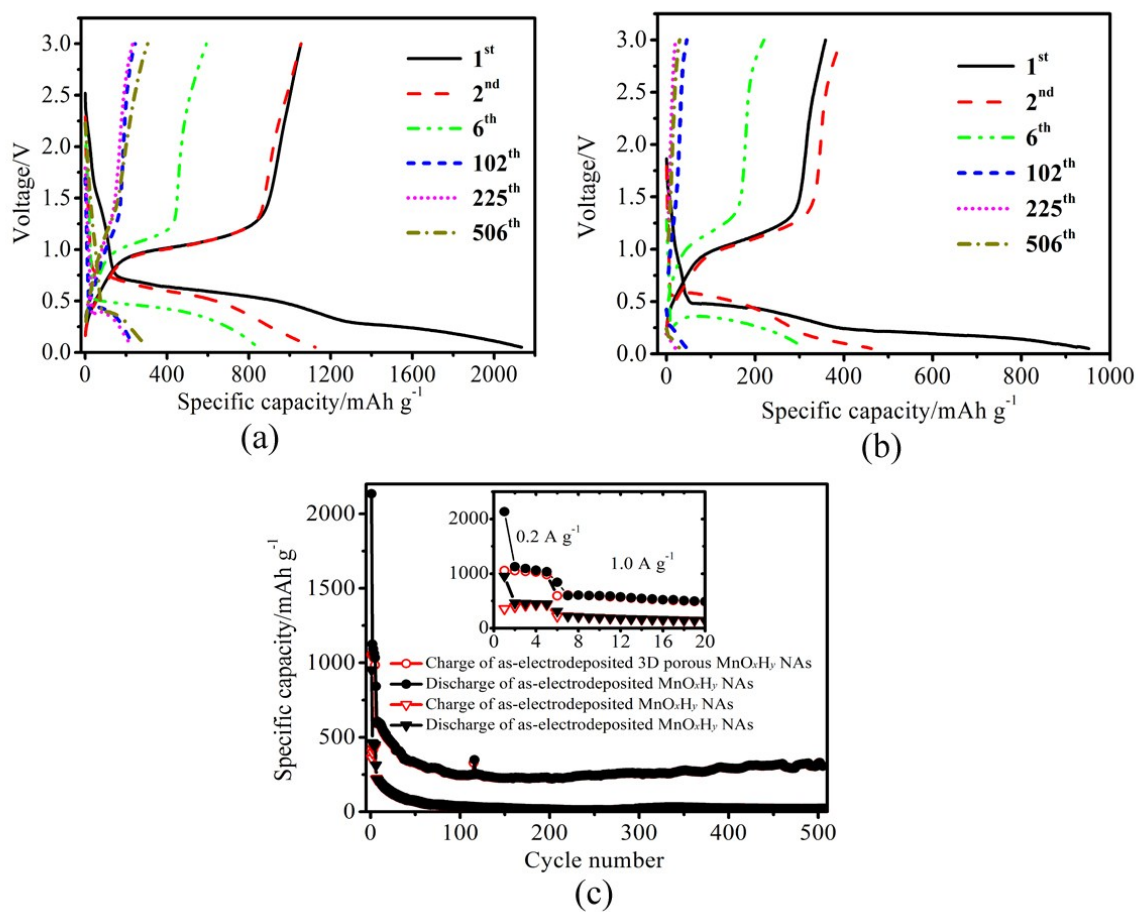 3.0
2.5
2.0
1.5
1.0
0.5
0.0
Voltage/V
1st
2nd
6th
102th
225th
506th
0 400 800 1200 1600 2000
Specific capacity/mAh g-1
(a)
3.0
2.5
2.0
1.5
1.0
0.5
0.0
Voltage/V
1st
2nd
6th
102th
225th
506th
0 200 400 600 800 1000
Specific capacity/mAh g-1
(b)
2000
1500
1000
500
0
Specific capacity/mAh g-1
2000
1000
0
0.2 A g-1
1.0 A g-1
0 4 8 12 16 20
Charge of as-electrodeposited 3D porous MnOxHy NAs
Discharge of as-electrodeposited MnOxHy NAs
Charge of as-electrodeposited MnOxHy NAs
Discharge of as-electrodeposited MnOxHy NAs
0 100 200 300 400 500
Cycle number
(c)